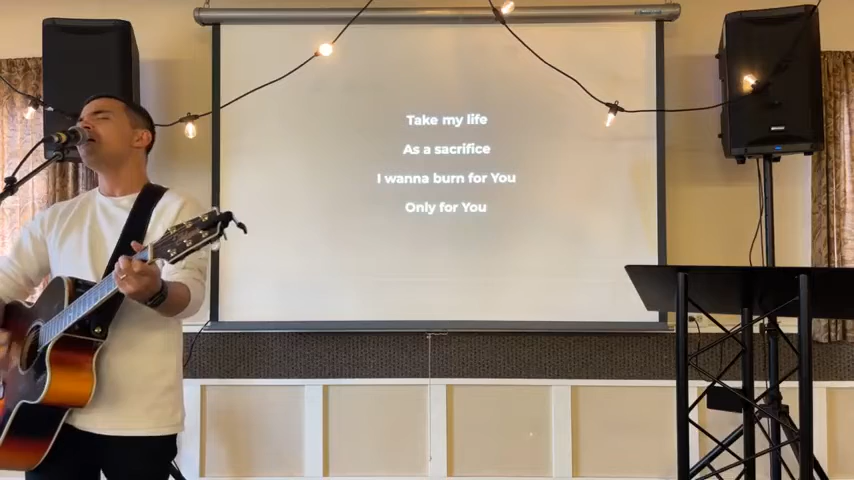 Take my life
As a sacrifice
I wanna burn for You
Only for You